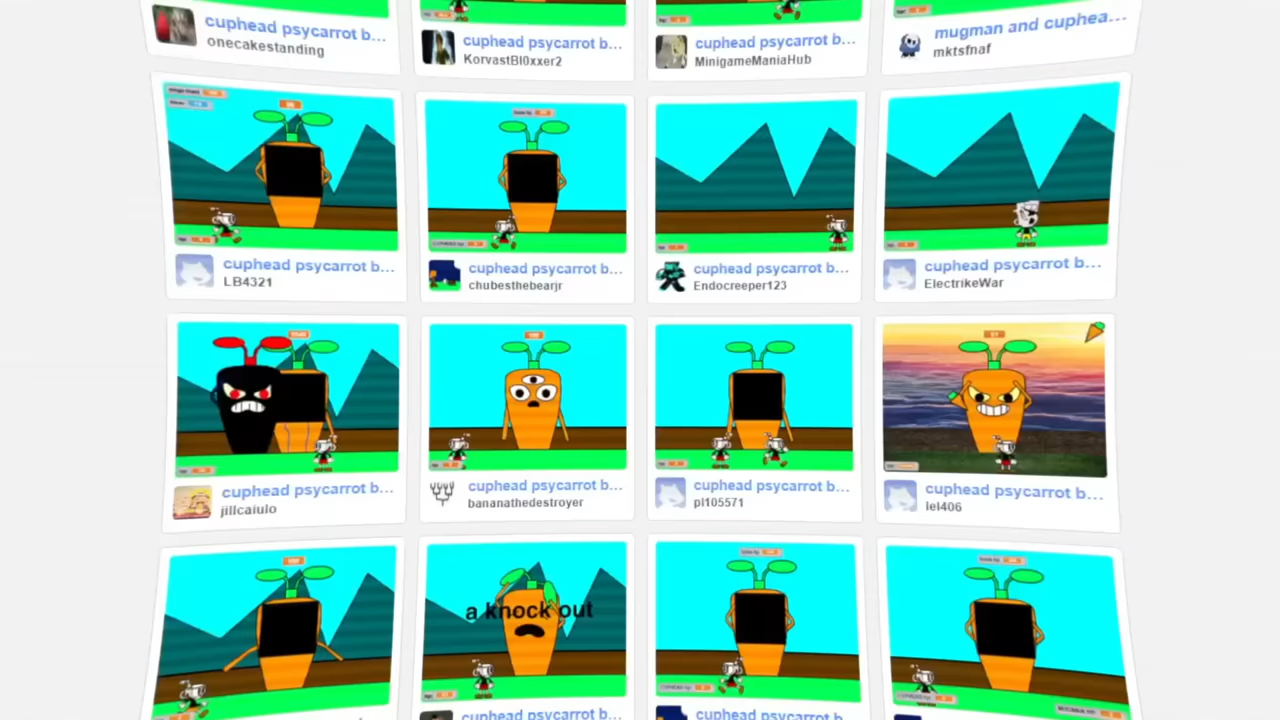 cuphead psycarrot b...
onecakestanding
cuphead psycarrot b...
KorvastBl0xxer2
cuphead psycarrot b...
MinigameManiaHub
mugman and cuphea...
mktsfnaf
cuphead psycarrot b...
LB4321
cuphead psycarrot b...
chubesthebearjr
cuphead psycarrot b...
Endocreeper123
cuphead psycarrot b...
ElectrikeWar
cuphead psycarrot b...
jillcaiulo
cuphead psycarrot b...
bananathedestroyer
cuphead psycarrot b...
pl105571
cuphead psycarrot b...
lel406
a knock out
cuphead psycarrot b...
cuphead psycarrot b...